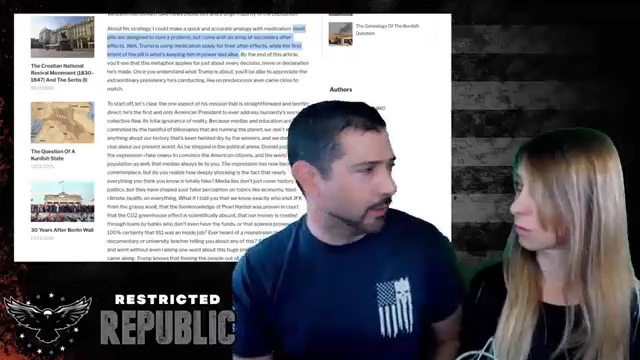 The Croatian National
Revival Movement (1830-
1847) And The Serbs (I)
The Question Of A
Kurdish State
30 Years After Berlin Wall
About his strategy, I could make a quick and accurate analogy with medication: most
pills are designed to cure a problem, but come with an array of secondary after
effects. Well, Trump is using medication solely for their after-effects, while the first
intent of the pill is what's keeping him in power and alive. By the end of this article,
you'll see that this metaphor applies for just about every decision, move or declaration
he's made. Once you understand what Trump is about, you'll be able to appreciate the
extraordinary presidency he's conducting, like no predecessor ever came close to
match.
To start off, let's clear the one aspect of his mission that is straightforward and
direct: he's the first and only American President to ever address humanity's
collective flaw, its total ignorance of reality. Because medias and education
controlled by the handful of billionaires that are running the planet, we don't
anything about our history that's been twisted dry by the winners, and we
clue about our present world. As he stepped in the political arena, Donald
the expression «fake news» to convince the American citizens, and the
population as well, that medias always lie to you. The expression has now
commonplace, but do you realize how deeply shocking is the fact that nearly
everything you think you know is totally fake? Media lies don't just cover history
politics, but they have shaped your false perception on topics like economy, food,
climate, health, on everything. What if I told you that we know exactly who shot JFK
from the grassy knoll, that the foreknowledge of Pearl Harbor was proven in court,
that the CO2 greenhouse effect is scientifically absurd, that our money is
through loans by banks who don't even have the funds, or that science
100% certainty that 911 was an inside job? Ever heard of a mainstream
documentary or university teacher telling you about any of this?
and went without even raising one word about this huge
came along. Trump knows that freeing the people out of
The Genealogy Of The Kurdish
Question
Authors
RESTRICTED
REPUBLIC